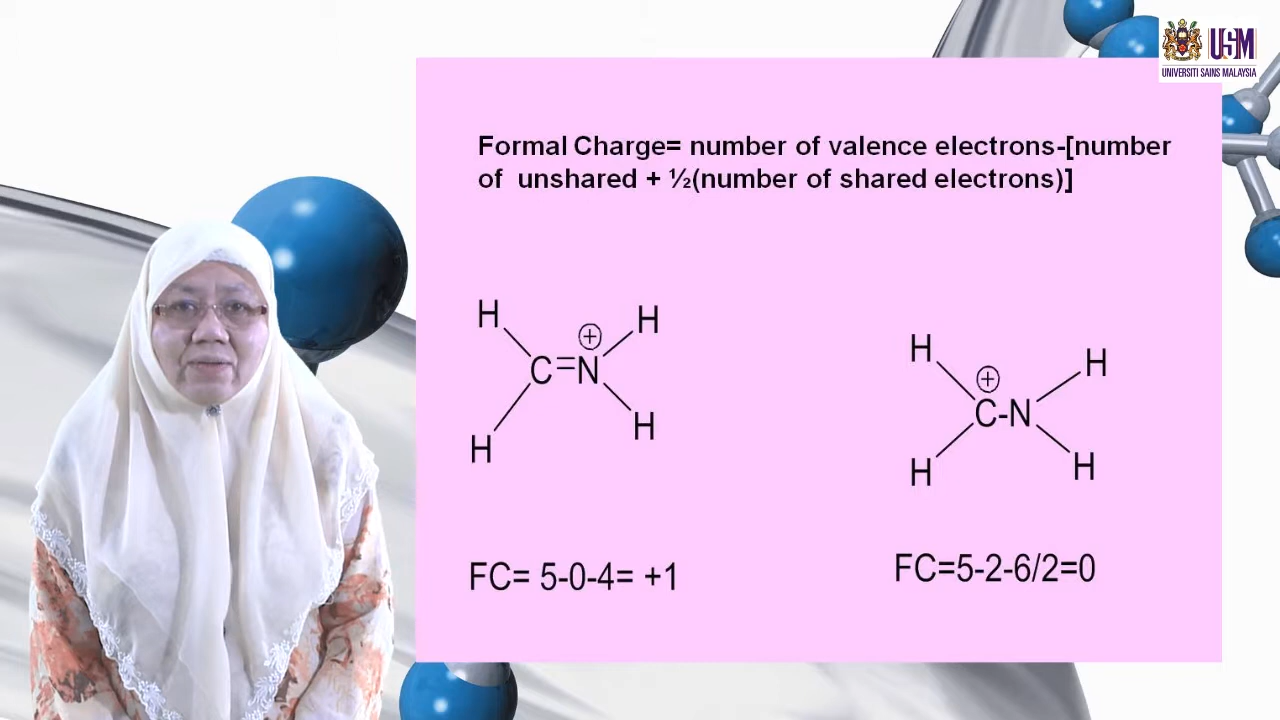 USM
UNIVERSITI SAINS MALAYSIA
Formal Charge= number of valence electrons-[number
of unshared + ½(number of shared electrons)]
H H
⊕
C=N
H H
FC= 5-0-4= +1
H H
⊕
C-N
H H
FC=5-2-6/2=0